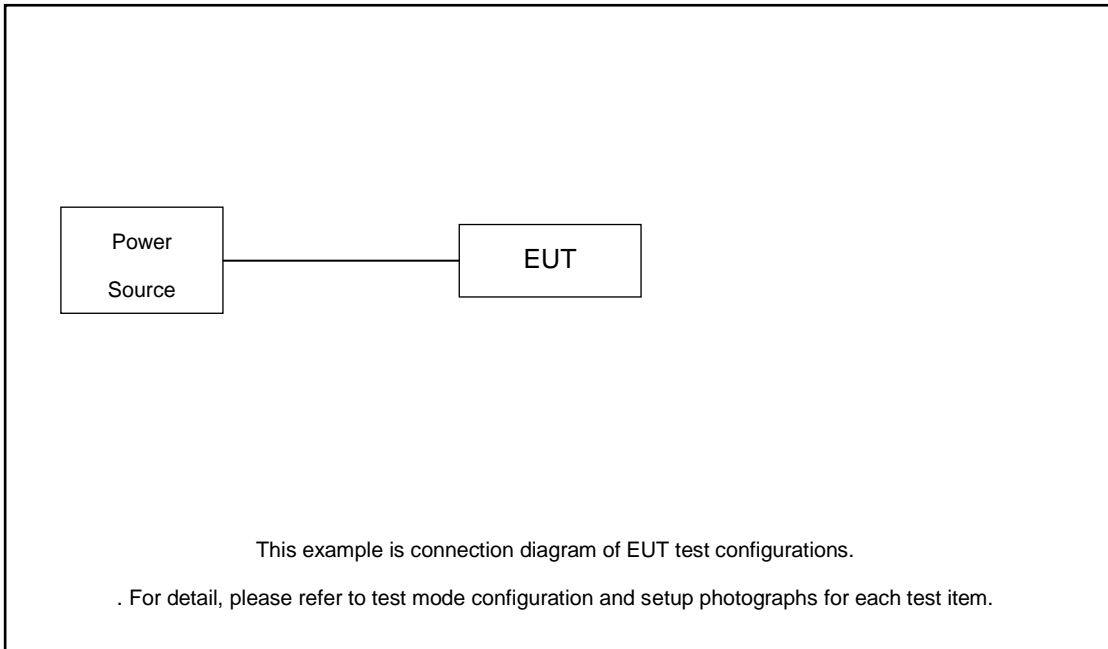 Power
Source
EUT
This example is connection diagram of EUT test configurations.
. For detail, please refer to test mode configuration and setup photographs for each test item.